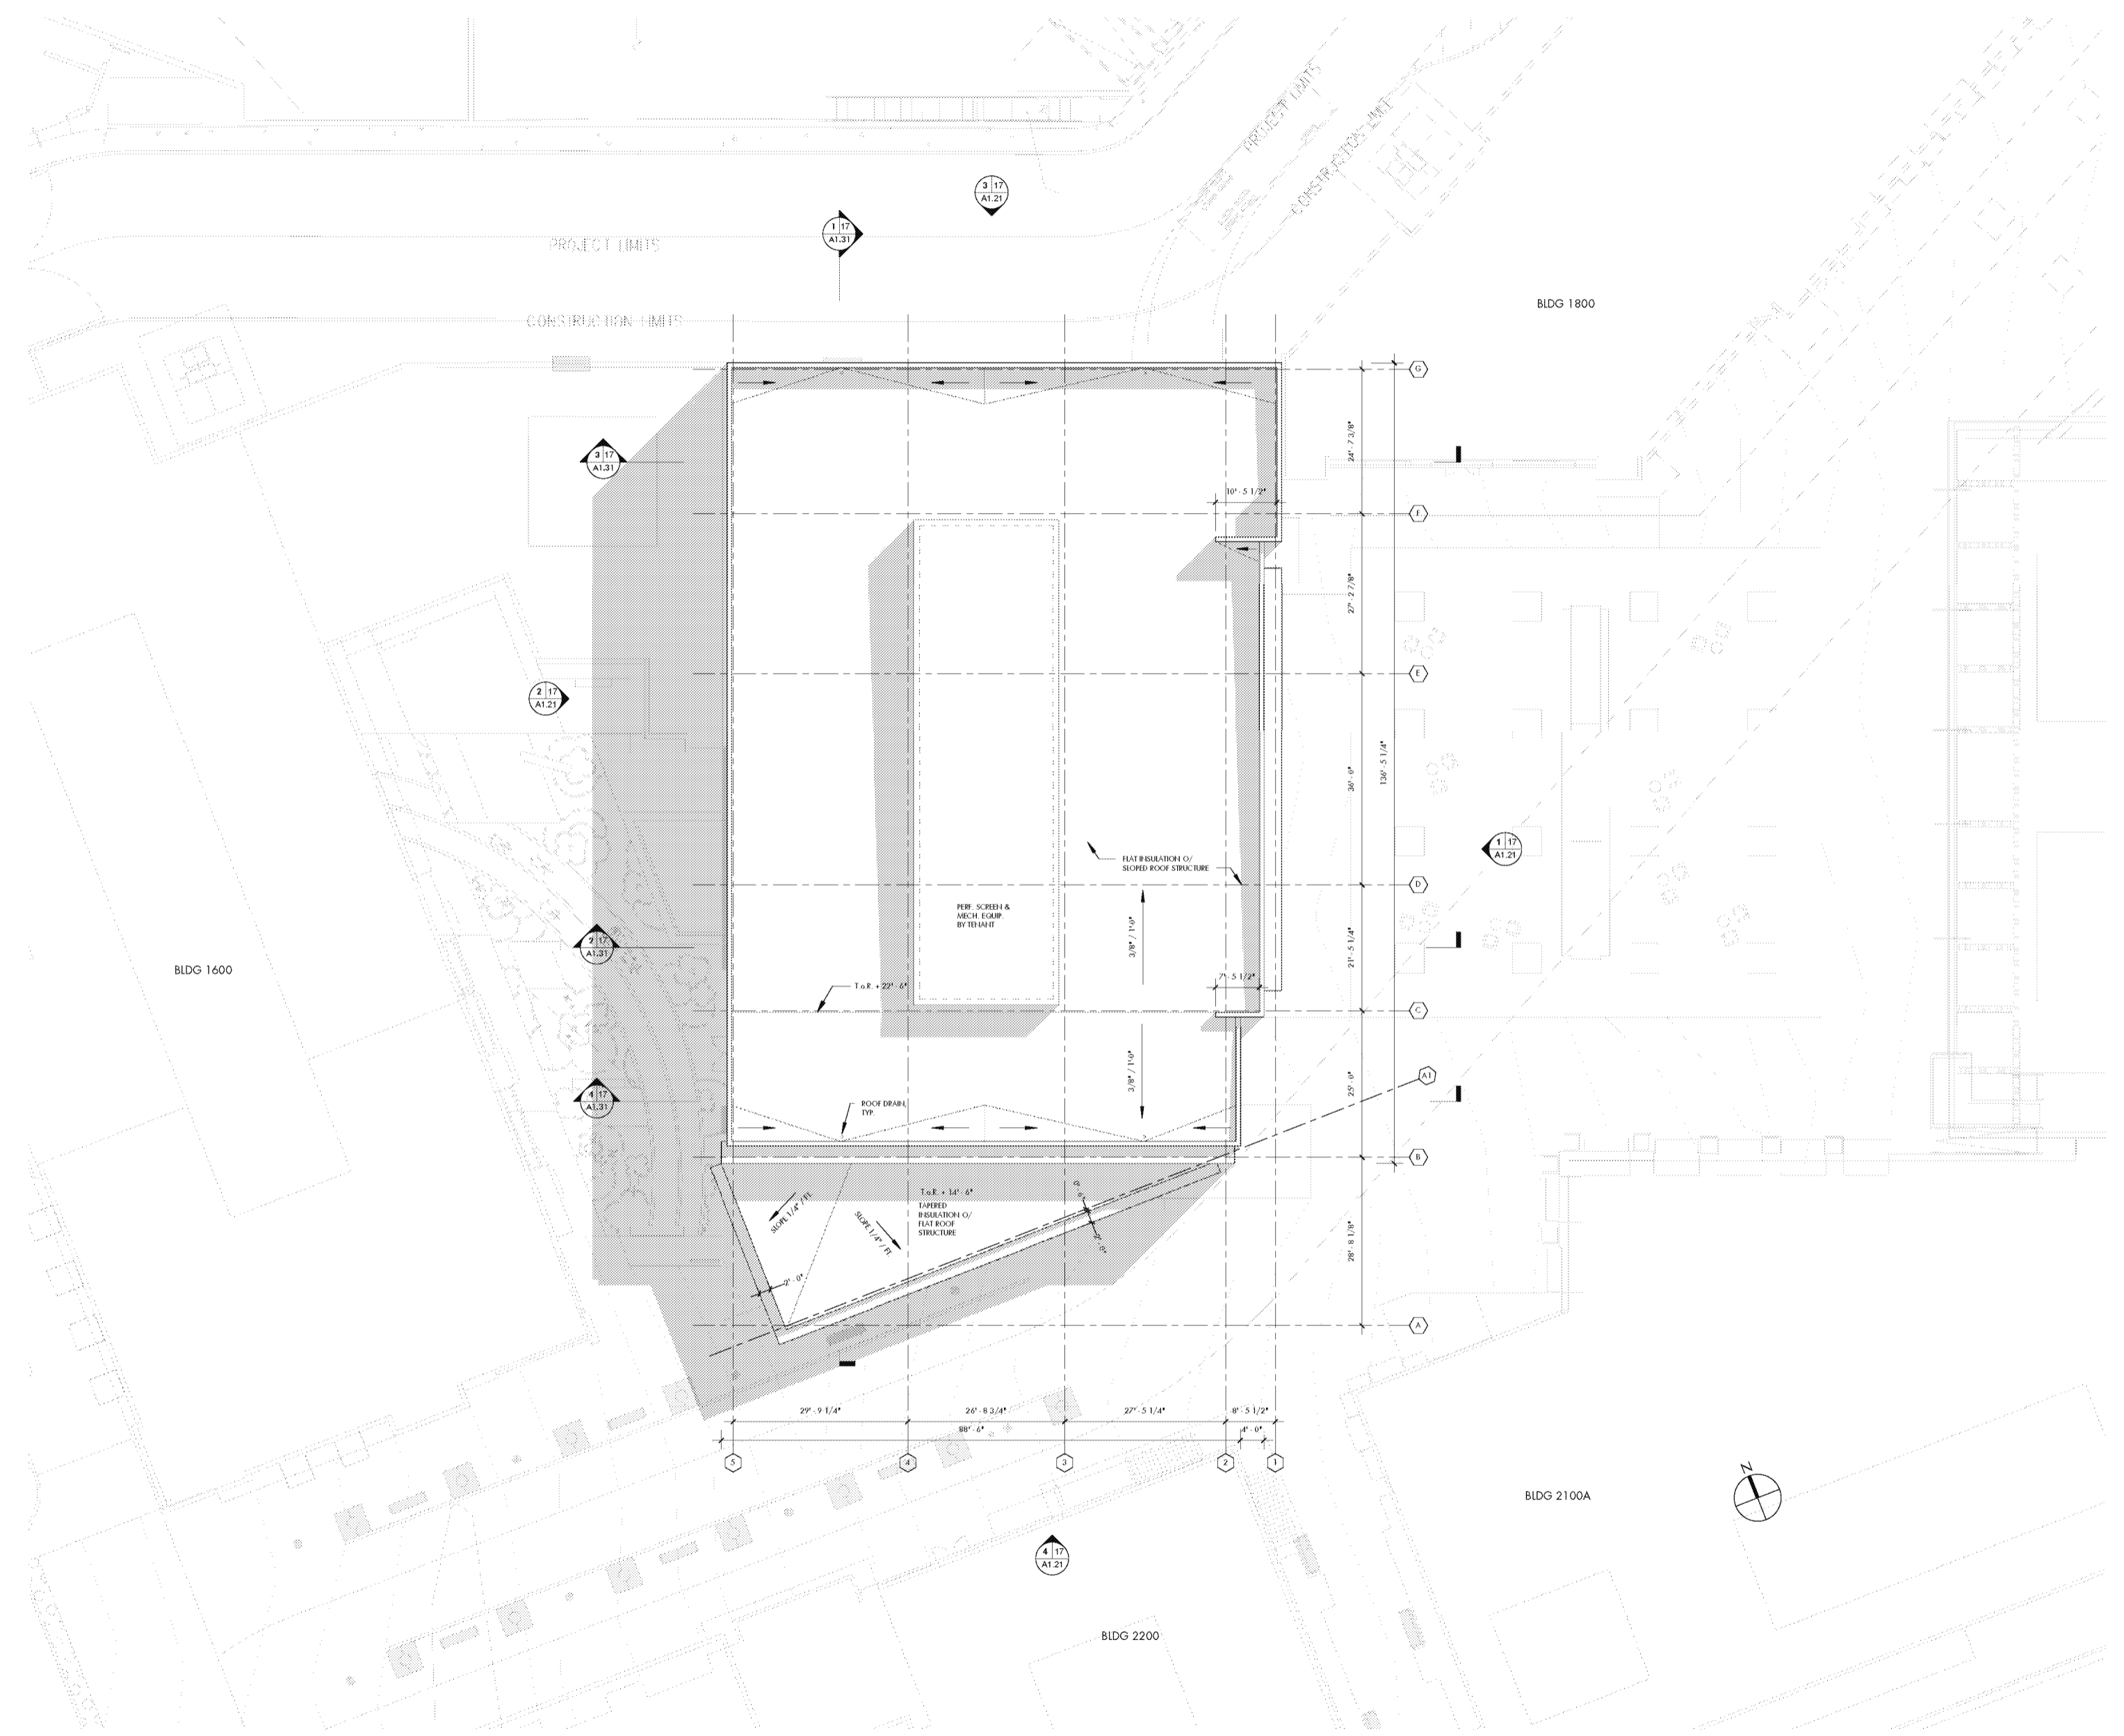 PROJECT LIMITS
CONSTRUCTION LIMIT
3 17
A1.21
1 17
A1.31
PROJECT LIMITS
CONSTRUCTION LIMITS
BLDG 1800
G
3 17
A1.31
24' - 7 3/8"
10' - 5 1/2"
F
27' - 2 7/8"
E
2 17
A1.21
36' - 0"
136' - 5 1/4"
1 17
A1.21
FLAT INSULATION O/
SLOPED ROOF STRUCTURE
D
PERF. SCREEN &
MECH. EQUIP.
BY TENANT
3/8" / 1'-0"
21' - 5 1/4"
2 17
A1.31
BLDG 1600
7' - 5 1/2"
T.o.R. + 22' - 6"
C
3/8" / 1'-0"
25' - 0"
A1
4 17
A1.31
ROOF DRAIN,
TYP.
B
SLOPE 1/4" / FT.
T.o.R. + 14' - 6"
TAPERED
INSULATION O/
FLAT ROOF
STRUCTURE
SLOPE 1/4" / FT.
0' - 6"
2' - 0"
28' - 8 1/8"
2' - 0"
A
29' - 9 1/4"
26' - 8 3/4"
27' - 5 1/4"
8' - 5 1/2"
88' - 6"
4' - 0"
5
4
3
2
1
N
BLDG 2100A
4 17
A1.21
BLDG 2200